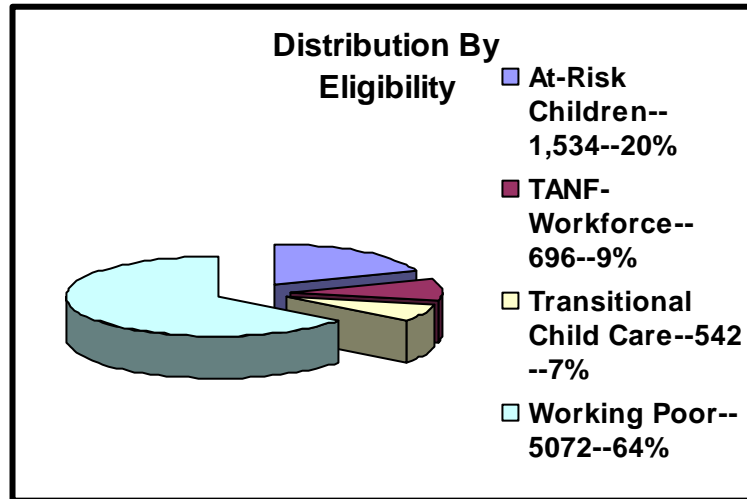 Distribution By
Eligibility
At-Risk
Children--
1,534--20%
TANF-
Workforce--
696--9%
Transitional
Child Care--542
--7%
Working Poor--
5072--64%